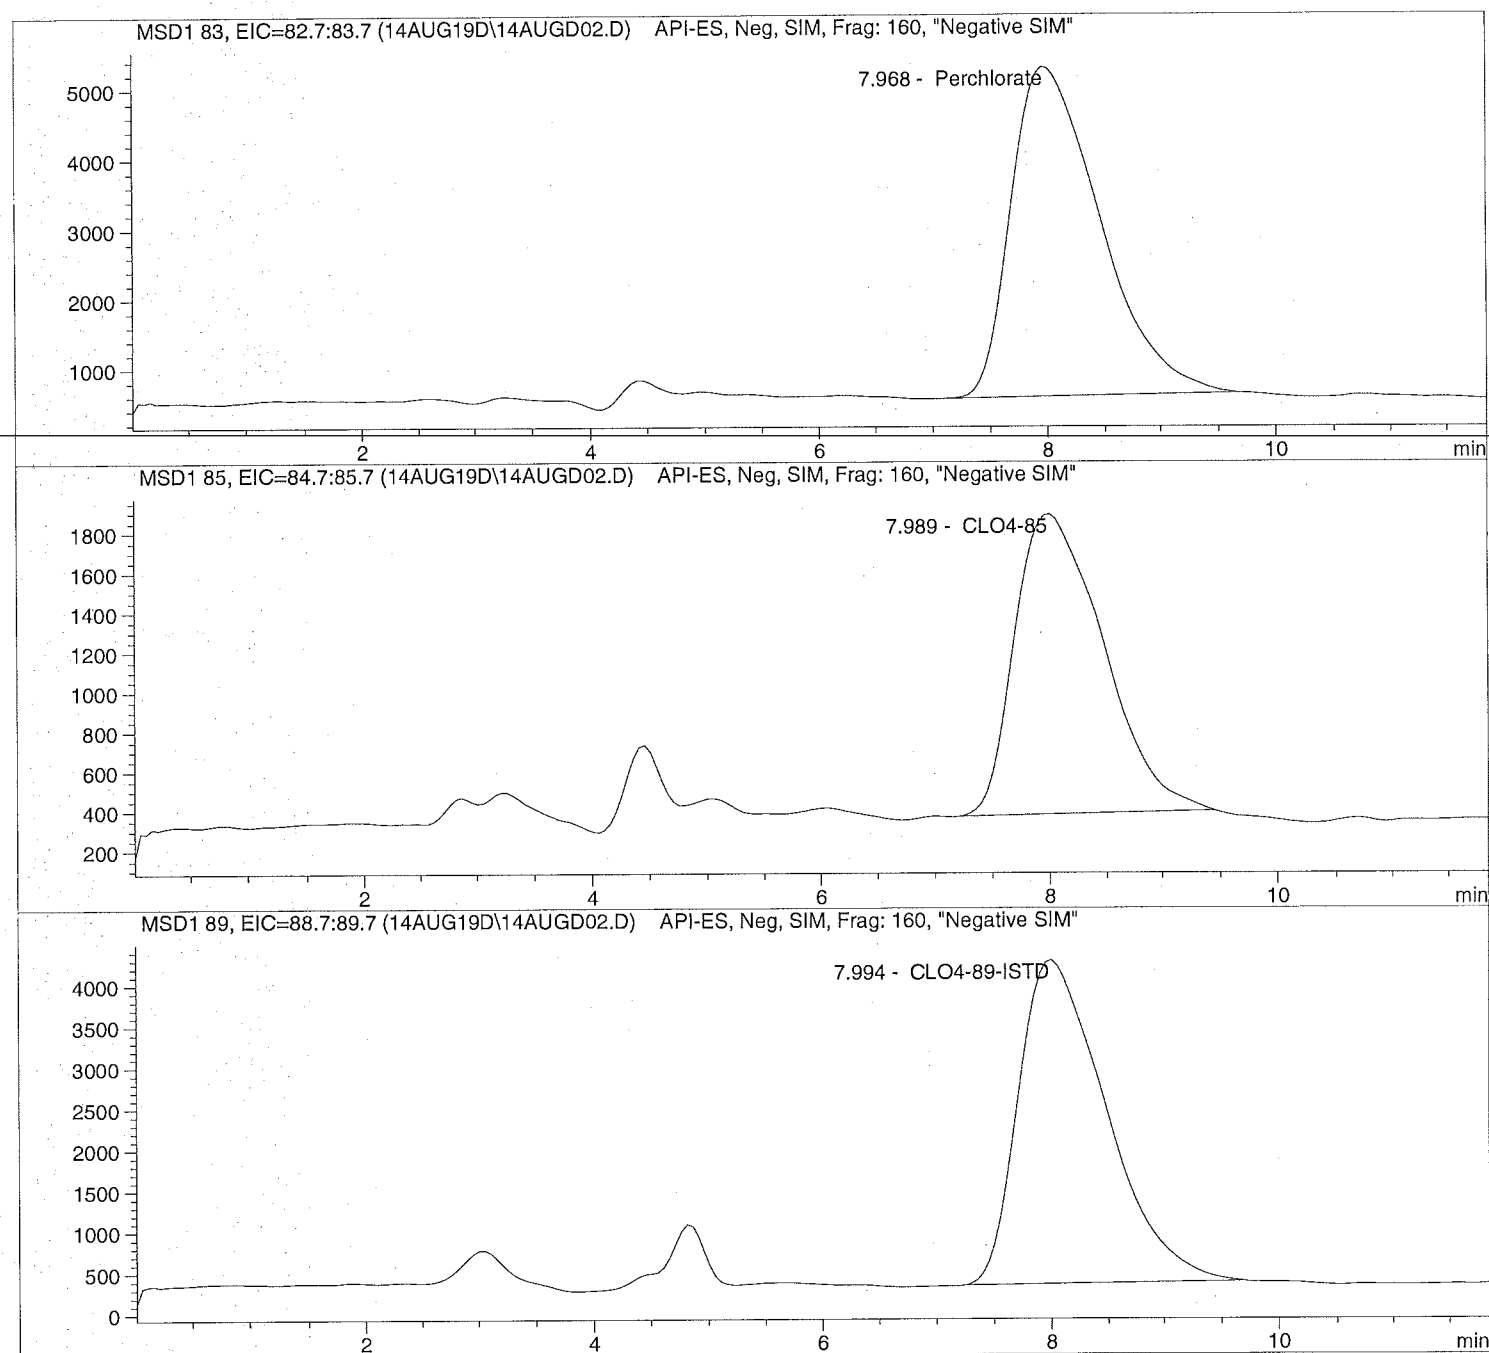 MSD1 83, EIC=82.7:83.7 (14AUG19D\14AUGD02.D) API-ES, Neg, SIM, Frag: 160, "Negative SIM"
7.968 - Perchlorate
5000
4000
3000
2000
1000
2 4 6 8 10 min
MSD1 85, EIC=84.7:85.7 (14AUG19D\14AUGD02.D) API-ES, Neg, SIM, Frag: 160, "Negative SIM"
7.989 - CLO4-85
1800
1600
1400
1200
1000
800
600
400
200
2 4 6 8 10 min
MSD1 89, EIC=88.7:89.7 (14AUG19D\14AUGD02.D) API-ES, Neg, SIM, Frag: 160, "Negative SIM"
7.994 - CLO4-89-ISTD
4000
3500
3000
2500
2000
1500
1000
500
0
2 4 6 8 10 min